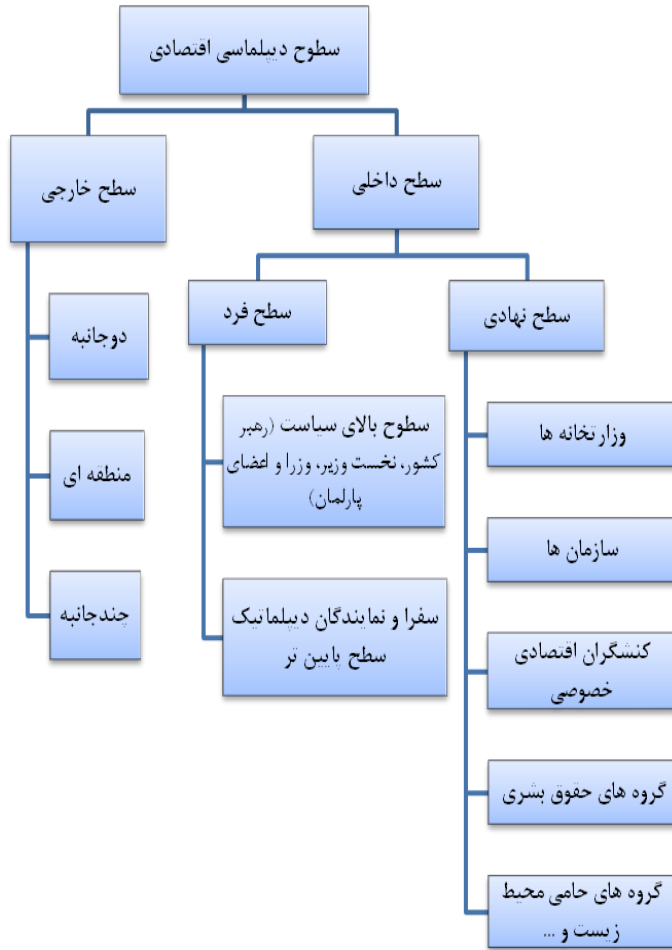 سطوح دیپلماسی اقتصادی
سطح داخلی
سطح خارجی
سطح نهادی
سطح فرد
وزارتخانه ها
سازمان ها
کنشگران اقتصادی
خصوصی
گروه های حقوق بشری
گروه های حامی محیط
زیست و ...
سطوح بالای سیاست (رهبر
کشور، نخست وزیر، وزرا و اعضای
پارلمان)
سفرا و نمایندگان دیپلماتیک
سطح پایین تر
دوجانبه
منطقه ای
چندجانبه